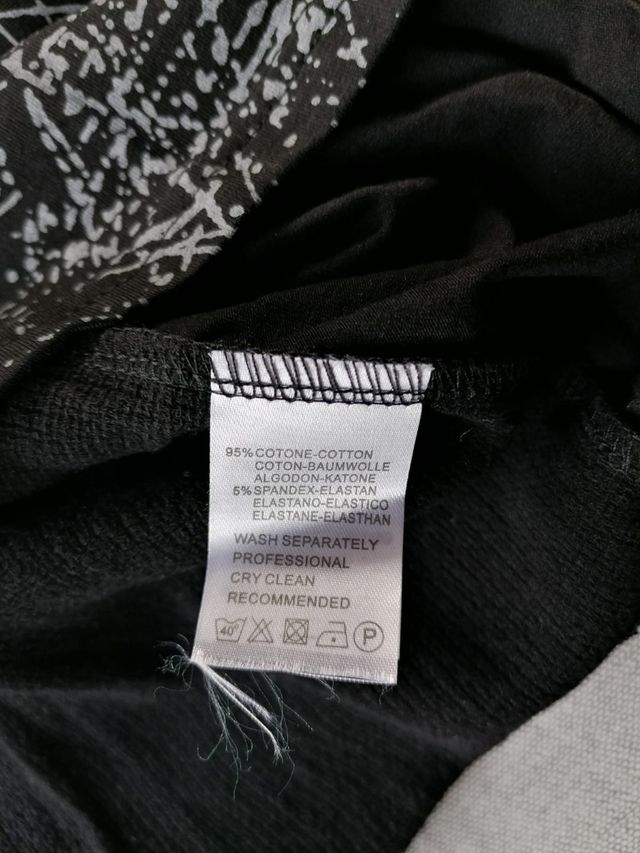 95% COTONE-COTTON
COTON-BAUMWOLLE
ALGODON-KATONE
5% SPANDEX-ELASTAN
ELASTANO-ELASTICO
ELASTANE-ELASTHAN
WASH SEPARATELY
PROFESSIONAL
CRY CLEAN
RECOMMENDED
40° P